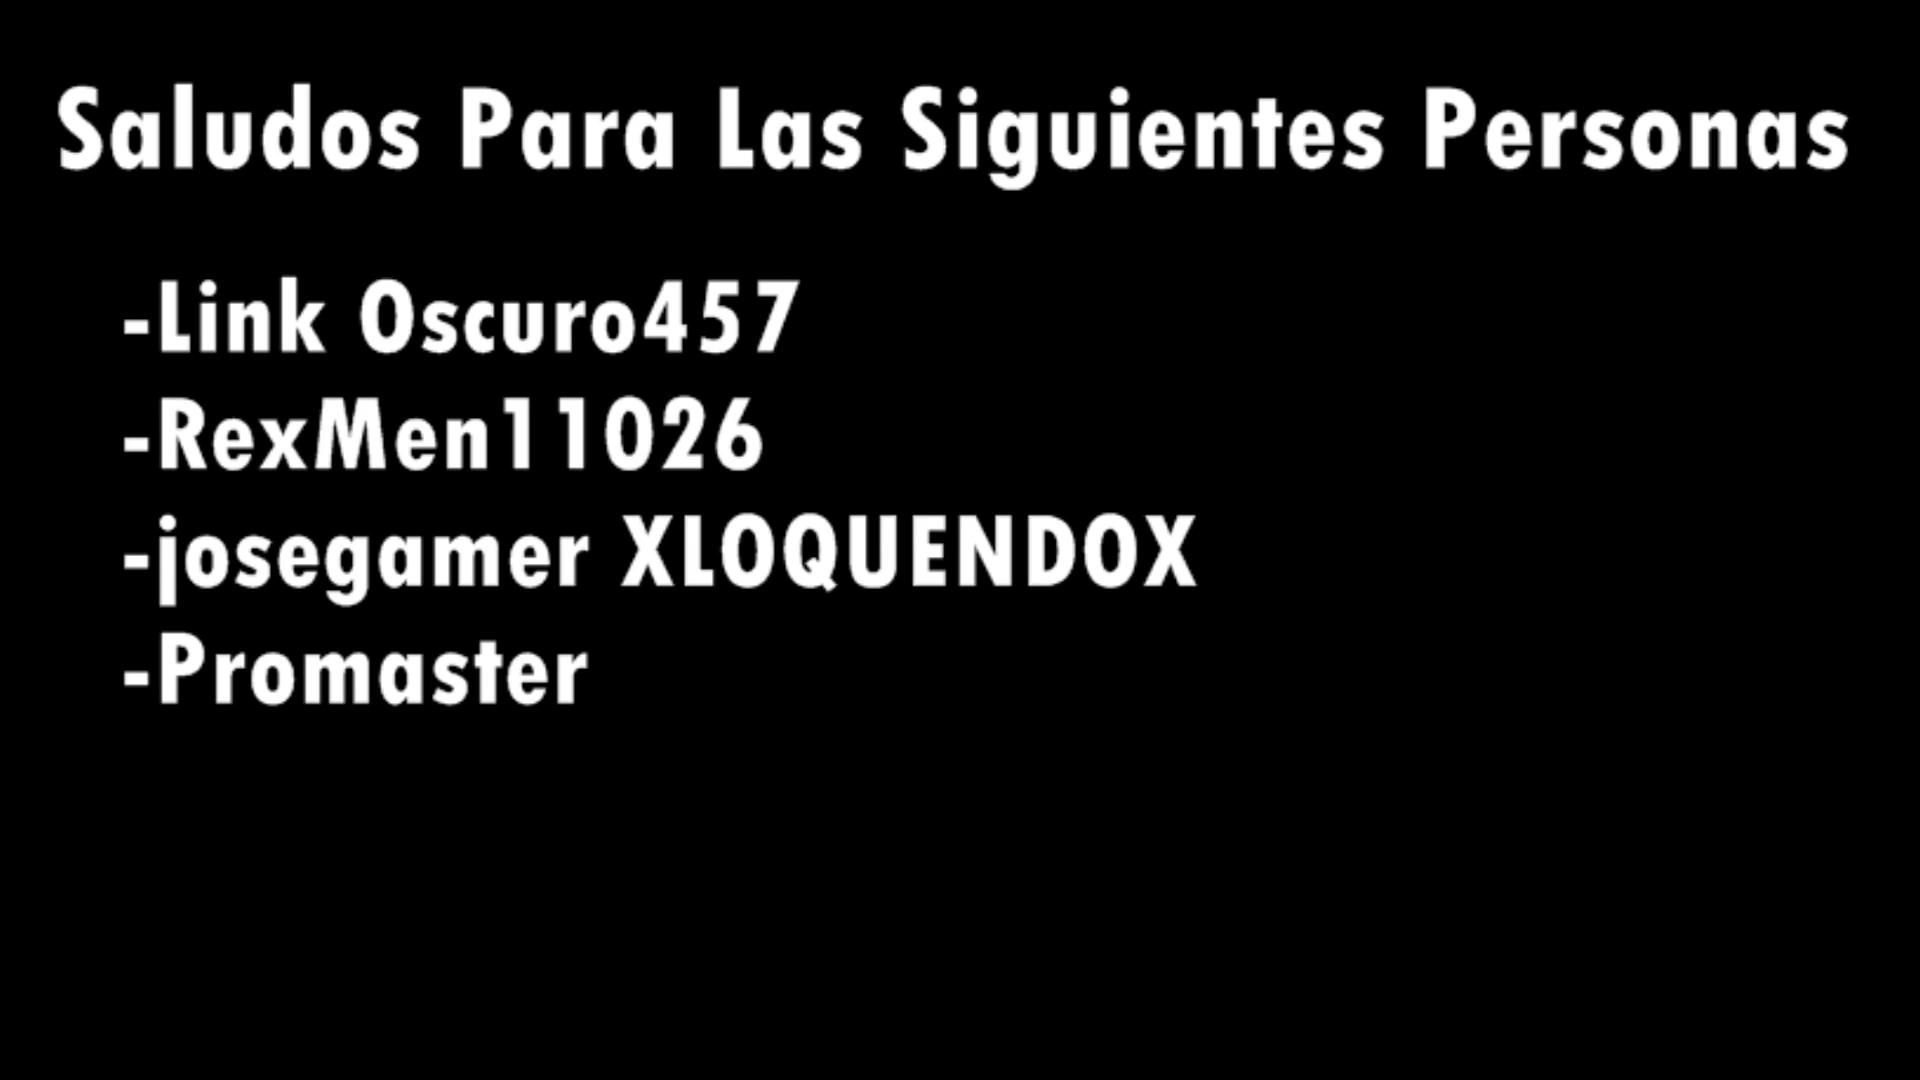 Saludos Para Las Siguientes Personas
-Link Oscuro457
-RexMen11026
-josegamer XLOQUENDOX
-Promaster